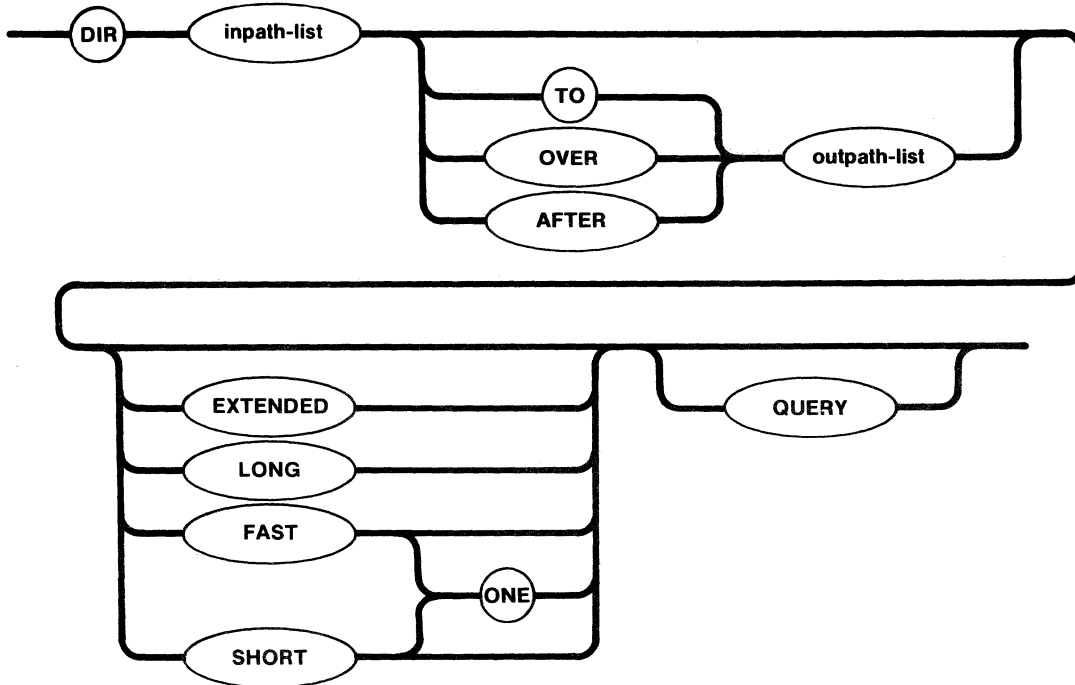 DIR inpath-list
TO
OVER outpath-list
AFTER
EXTENDED QUERY
LONG
FAST
ONE
SHORT